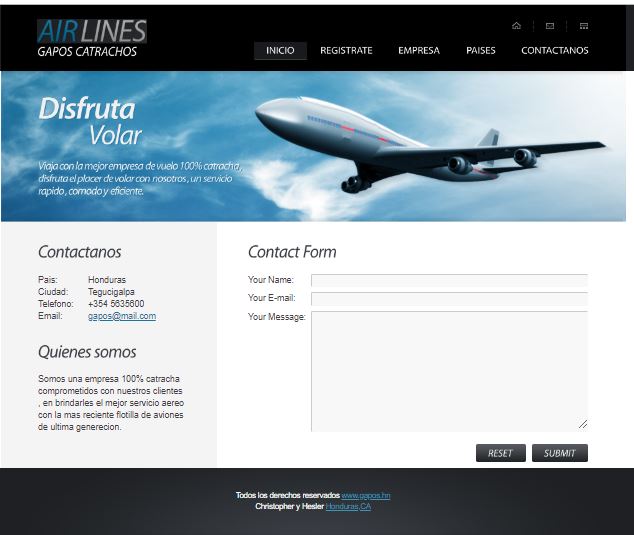 AIRLINES
GAPOS CATRACHOS
INICIO REGISTRATE EMPRESA PAISES CONTACTANOS
Disfruta
Volar
Viaja con la mejor empresa de vuelo 100% catracha,
disfruta el placer de volar con nosotros, un servicio
rapido, comodo y eficiente.
Contactanos
Pais: Honduras
Ciudad: Tegucigalpa
Telefono: +354 5635600
Email: gapos@mail.com
Quienes somos
Somos una empresa 100% catracha
comprometidos con nuestros clientes
, en brindarles el mejor servicio aereo
con la mas reciente flotilla de aviones
de ultima generecion.
Contact Form
Your Name:
Your E-mail:
Your Message:
RESET SUBMIT
Todos los derechos reservados www.gapos.hn
Christopher y Hesler Honduras,CA